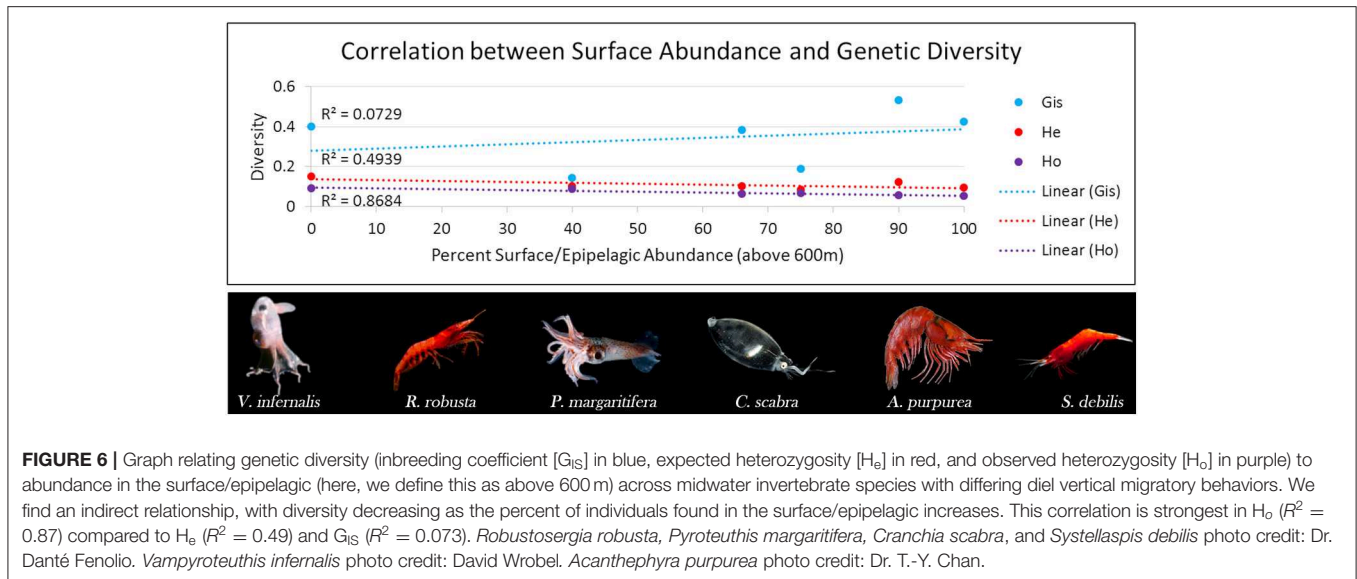 Correlation between Surface Abundance and Genetic Diversity
0.6
0.4
0.2
0
Diversity
R² = 0.0729
R² = 0.4939
R² = 0.8684
0 10 20 30 40 50 60 70 80 90 100
Percent Surface/Epipelagic Abundance (above 600m)
Gis
He
Ho
Linear (Gis)
Linear (He)
Linear (Ho)
V. infernalis R. robusta P. margaritifera C. scabra A. purpurea S. debilis
FIGURE 6 | Graph relating genetic diversity (inbreeding coefficient [GIS] in blue, expected heterozygosity [He] in red, and observed heterozygosity [Ho] in purple) to
abundance in the surface/epipelagic (here, we define this as above 600 m) across midwater invertebrate species with differing diel vertical migratory behaviors. We
find an indirect relationship, with diversity decreasing as the percent of individuals found in the surface/epipelagic increases. This correlation is strongest in Ho (R² =
0.87) compared to He (R² = 0.49) and GIS (R² = 0.073). Robustosergia robusta, Pyroteuthis margaritifera, Cranchia scabra, and Systellaspis debilis photo credit: Dr.
Danté Fenolio. Vampyroteuthis infernalis photo credit: David Wrobel. Acanthephyra purpurea photo credit: Dr. T.-Y. Chan.